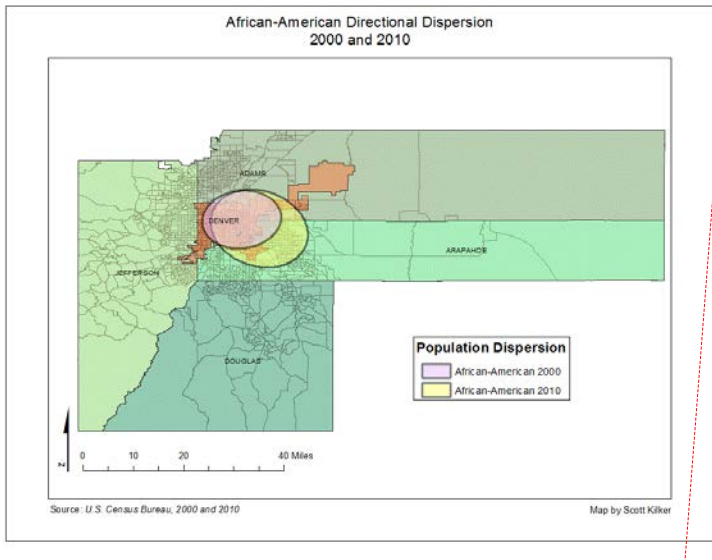 African-American Directional Dispersion
2000 and 2010
ADAMS
DENVER
ARAPAHOE
JEFFERSON
DOUGLAS
Population Dispersion
African-American 2000
African-American 2010
N
0 10 20 40 Miles
Source: U.S. Census Bureau, 2000 and 2010
Map by Scott Kilker